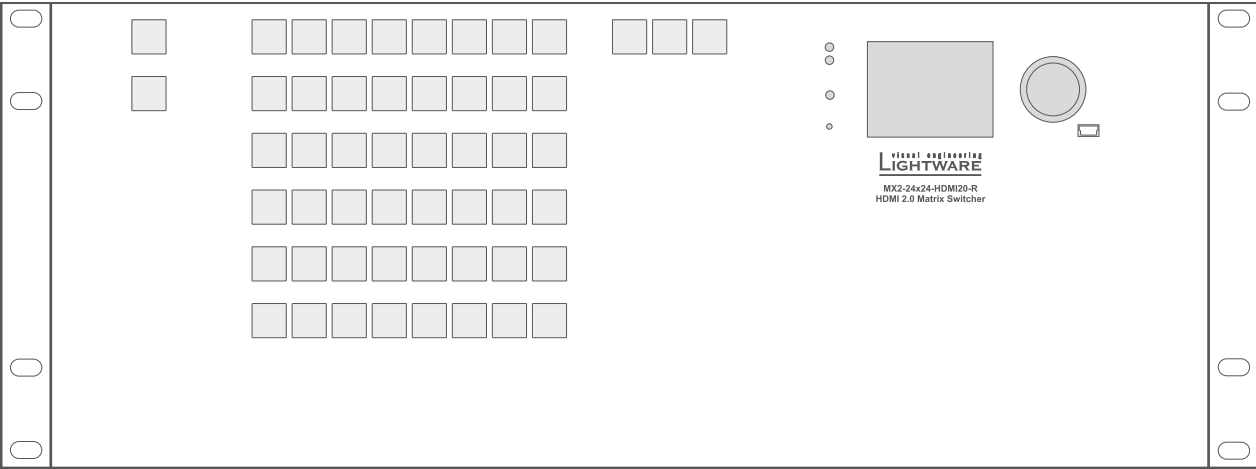 visual engineering
LIGHTWARE
MX2-24x24-HDMI20-R
HDMI 2.0 Matrix Switcher